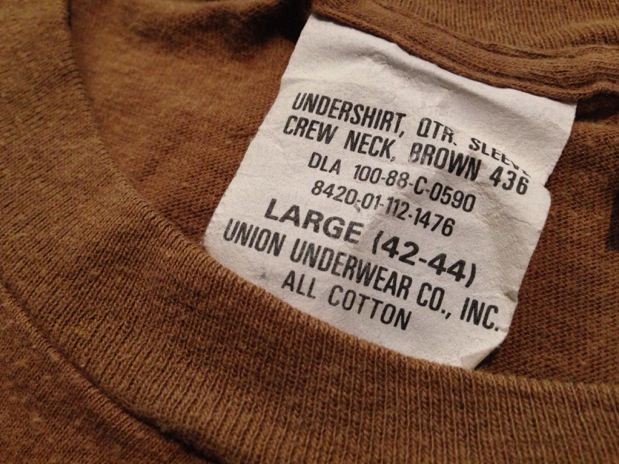 UNDERSHIRT, QTR. SLEEVE
CREW NECK, BROWN 436
DLA 100-88-C-0590
8420-01-112-1476
LARGE (42-44)
UNION UNDERWEAR CO., INC.
ALL COTTON